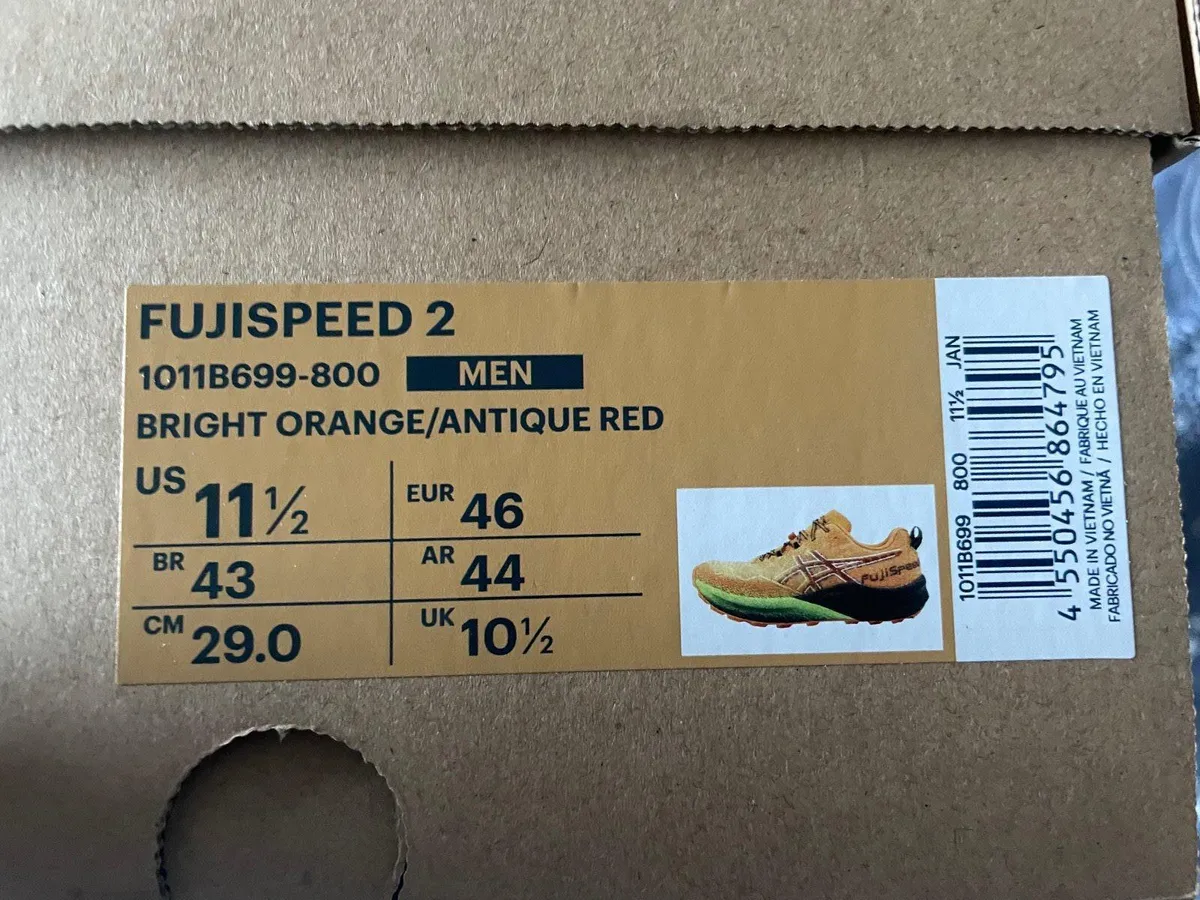 FUJISPEED 2
1011B699-800 MEN
BRIGHT ORANGE/ANTIQUE RED
US 11½
EUR 46
BR 43
AR 44
CM 29.0
UK 10½
FUJISPEED
1011B699 800 11½ JAN
4 550456 864795
MADE IN VIETNAM / FABRIQUE AU VIETNAM
FABRICADO NO VIETNÃ / HECHO EN VIETNAM